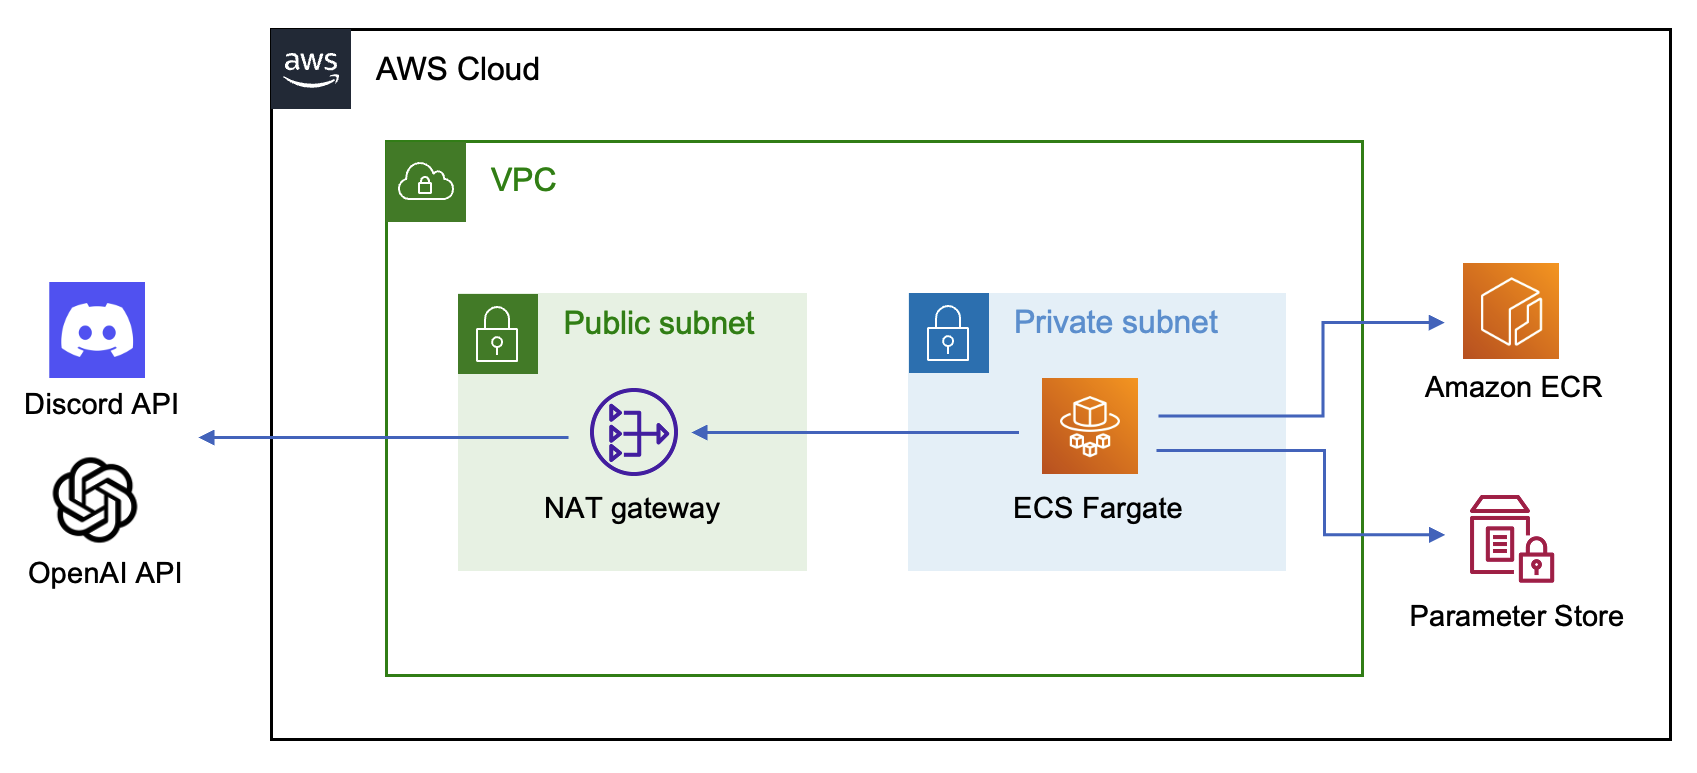 aws
AWS Cloud
VPC
Public subnet
Private subnet
Discord API
Amazon ECR
NAT gateway
ECS Fargate
OpenAI API
Parameter Store